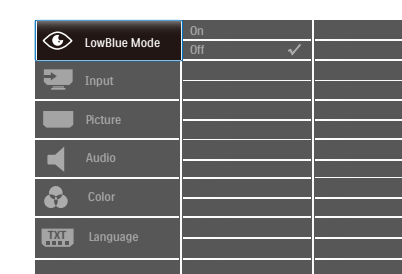 LowBlue Mode
On
Off
Input
Picture
Audio
Color
TXT
Language